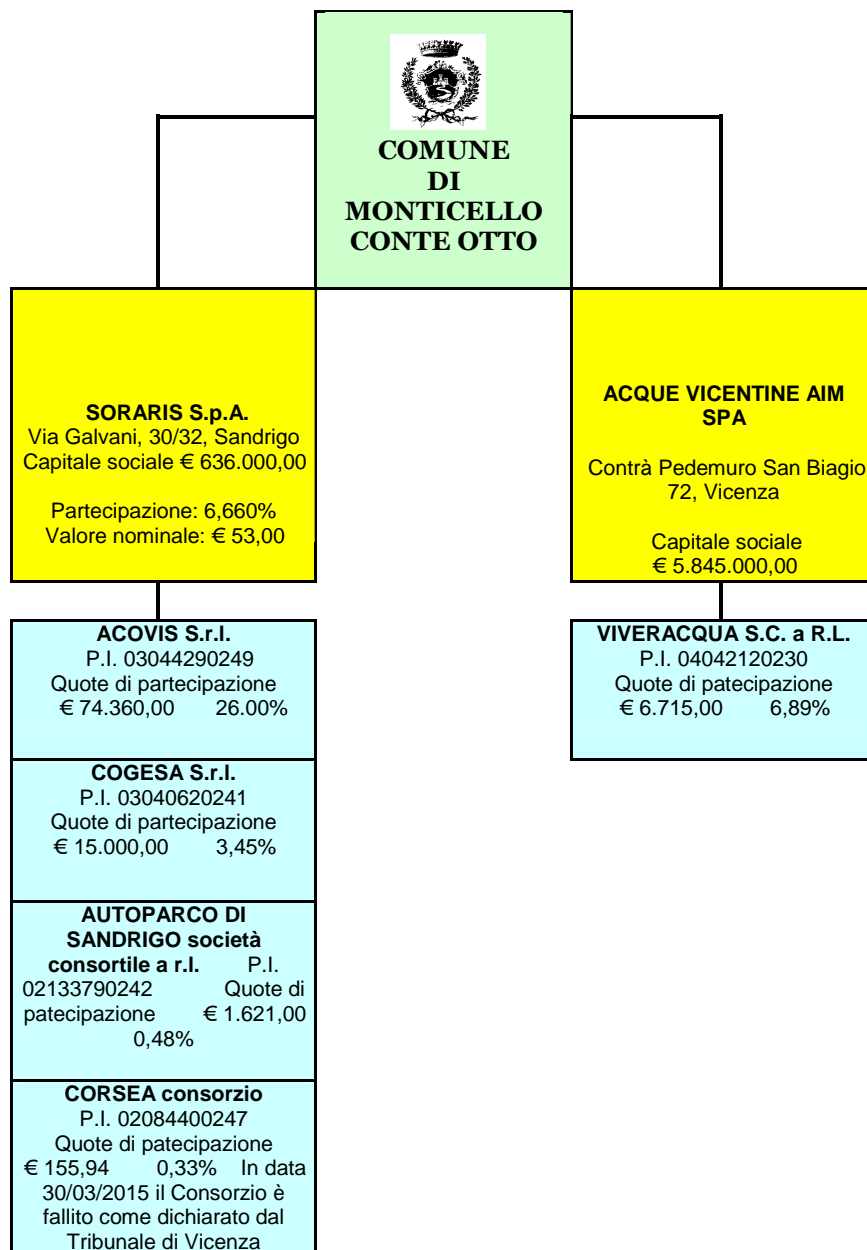 COMUNE
DI
MONTICELLO
CONTE OTTO
SORARIS S.p.A.
Via Galvani, 30/32, Sandrigo
Capitale sociale € 636.000,00
Partecipazione: 6,660%
Valore nominale: € 53,00
ACQUE VICENTINE AIM
SPA
Contrà Pedemuro San Biagio
72, Vicenza
Capitale sociale
€ 5.845.000,00
ACOVIS S.r.l.
P.I. 03044290249
Quote di partecipazione
€ 74.360,00 26.00%
VIVERACQUA S.C. a R.L.
P.I. 04042120230
Quote di patecipazione
€ 6.715,00 6,89%
COGESA S.r.l.
P.I. 03040620241
Quote di partecipazione
€ 15.000,00 3,45%
AUTOPARCO DI
SANDRIGO società
consortile a r.l. P.I.
02133790242 Quote di
patecipazione € 1.621,00
0,48%
CORSEA consorzio
P.I. 02084400247
Quote di patecipazione
€ 155,94 0,33% In data
30/03/2015 il Consorzio è
fallito come dichiarato dal
Tribunale di Vicenza